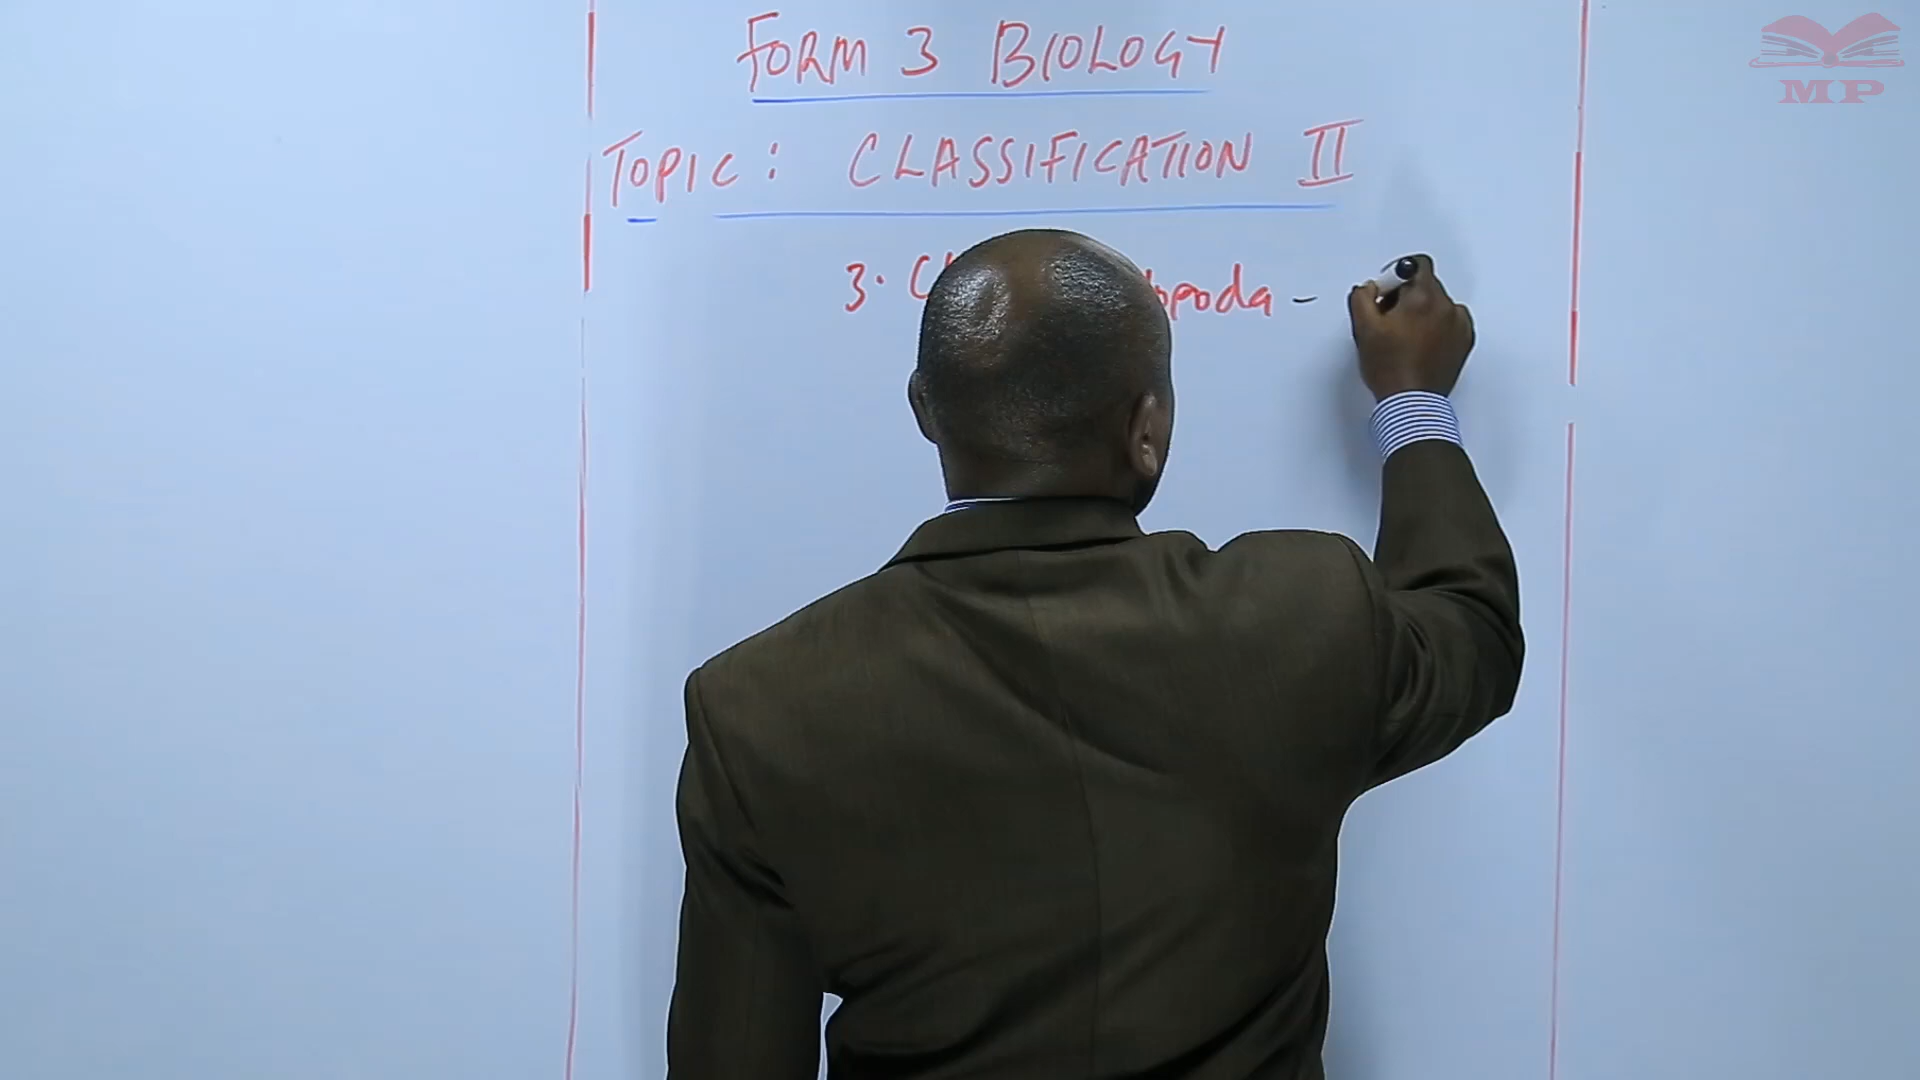 FORM 3 BIOLOGY
TOPIC: CLASSIFICATION II
3. -
MP